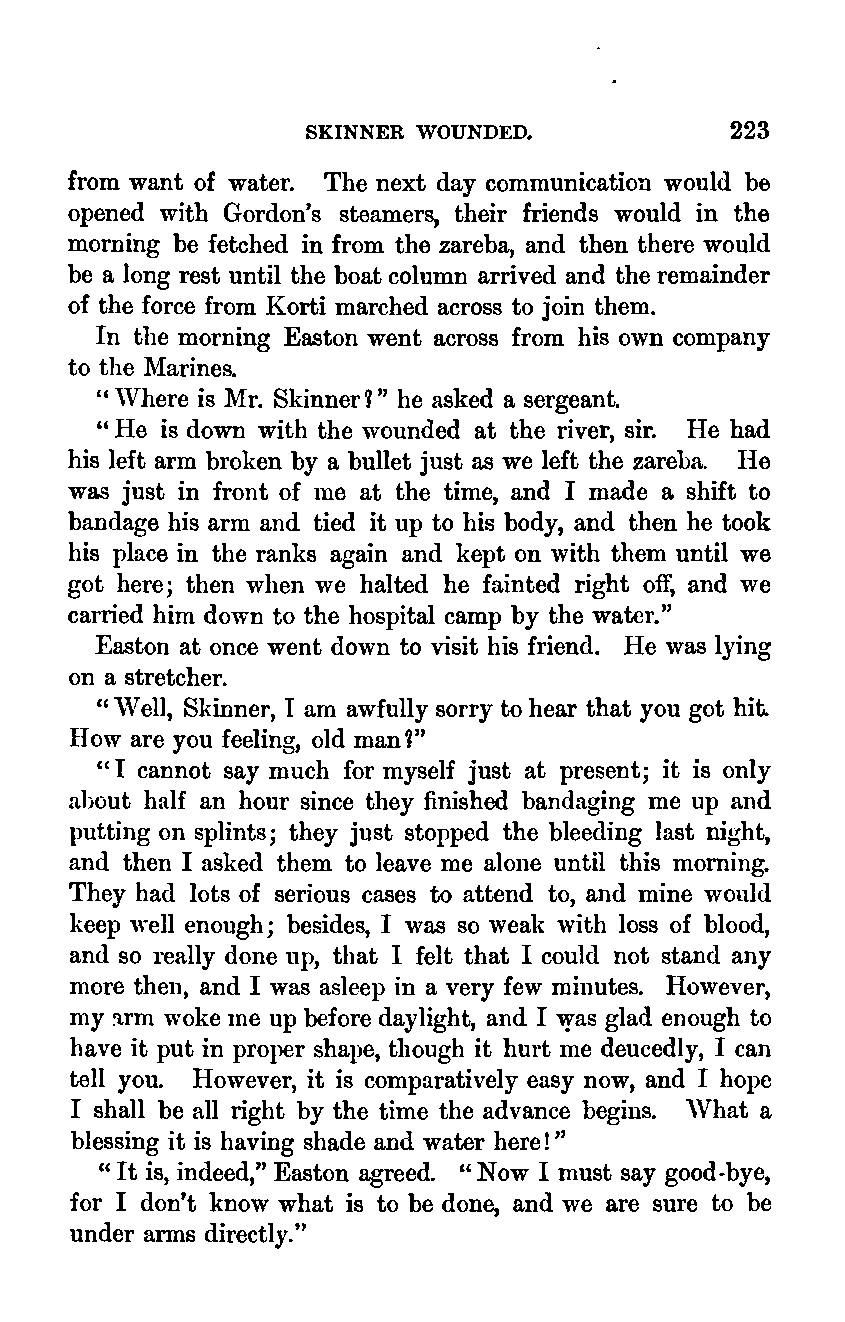 SKINNER WOUNDED. 223
from want of water. The next day communication would be
opened with Gordon's steamers, their friends would in the
morning be fetched in from the zareba, and then there would
be a long rest until the boat column arrived and the remainder
of the force from Korti marched across to join them.
In the morning Easton went across from his own company
to the Marines.
"Where is Mr. Skinner?" he asked a sergeant.
"He is down with the wounded at the river, sir. He had
his left arm broken by a bullet just as we left the zareba. He
was just in front of me at the time, and I made a shift to
bandage his arm and tied it up to his body, and then he took
his place in the ranks again and kept on with them until we
got here; then when we halted he fainted right off, and we
carried him down to the hospital camp by the water."
Easton at once went down to visit his friend. He was lying
on a stretcher.
"Well, Skinner, I am awfully sorry to hear that you got hit.
How are you feeling, old man?"
"I cannot say much for myself just at present; it is only
about half an hour since they finished bandaging me up and
putting on splints; they just stopped the bleeding last night,
and then I asked them to leave me alone until this morning.
They had lots of serious cases to attend to, and mine would
keep well enough; besides, I was so weak with loss of blood,
and so really done up, that I felt that I could not stand any
more then, and I was asleep in a very few minutes. However,
my arm woke me up before daylight, and I was glad enough to
have it put in proper shape, though it hurt me deucedly, I can
tell you. However, it is comparatively easy now, and I hope
I shall be all right by the time the advance begins. What a
blessing it is having shade and water here!"
"It is, indeed," Easton agreed. "Now I must say good-bye,
for I don't know what is to be done, and we are sure to be
under arms directly."